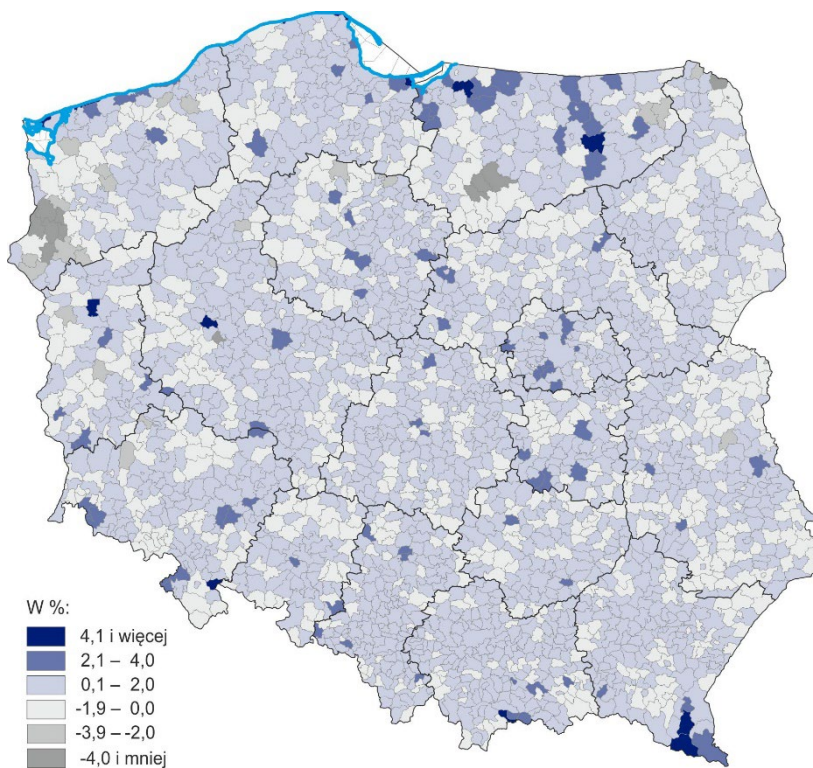 W %:
4,1 i więcej
2,1 – 4,0
0,1 – 2,0
-1,9 – 0,0
-3,9 – -2,0
-4,0 i mniej